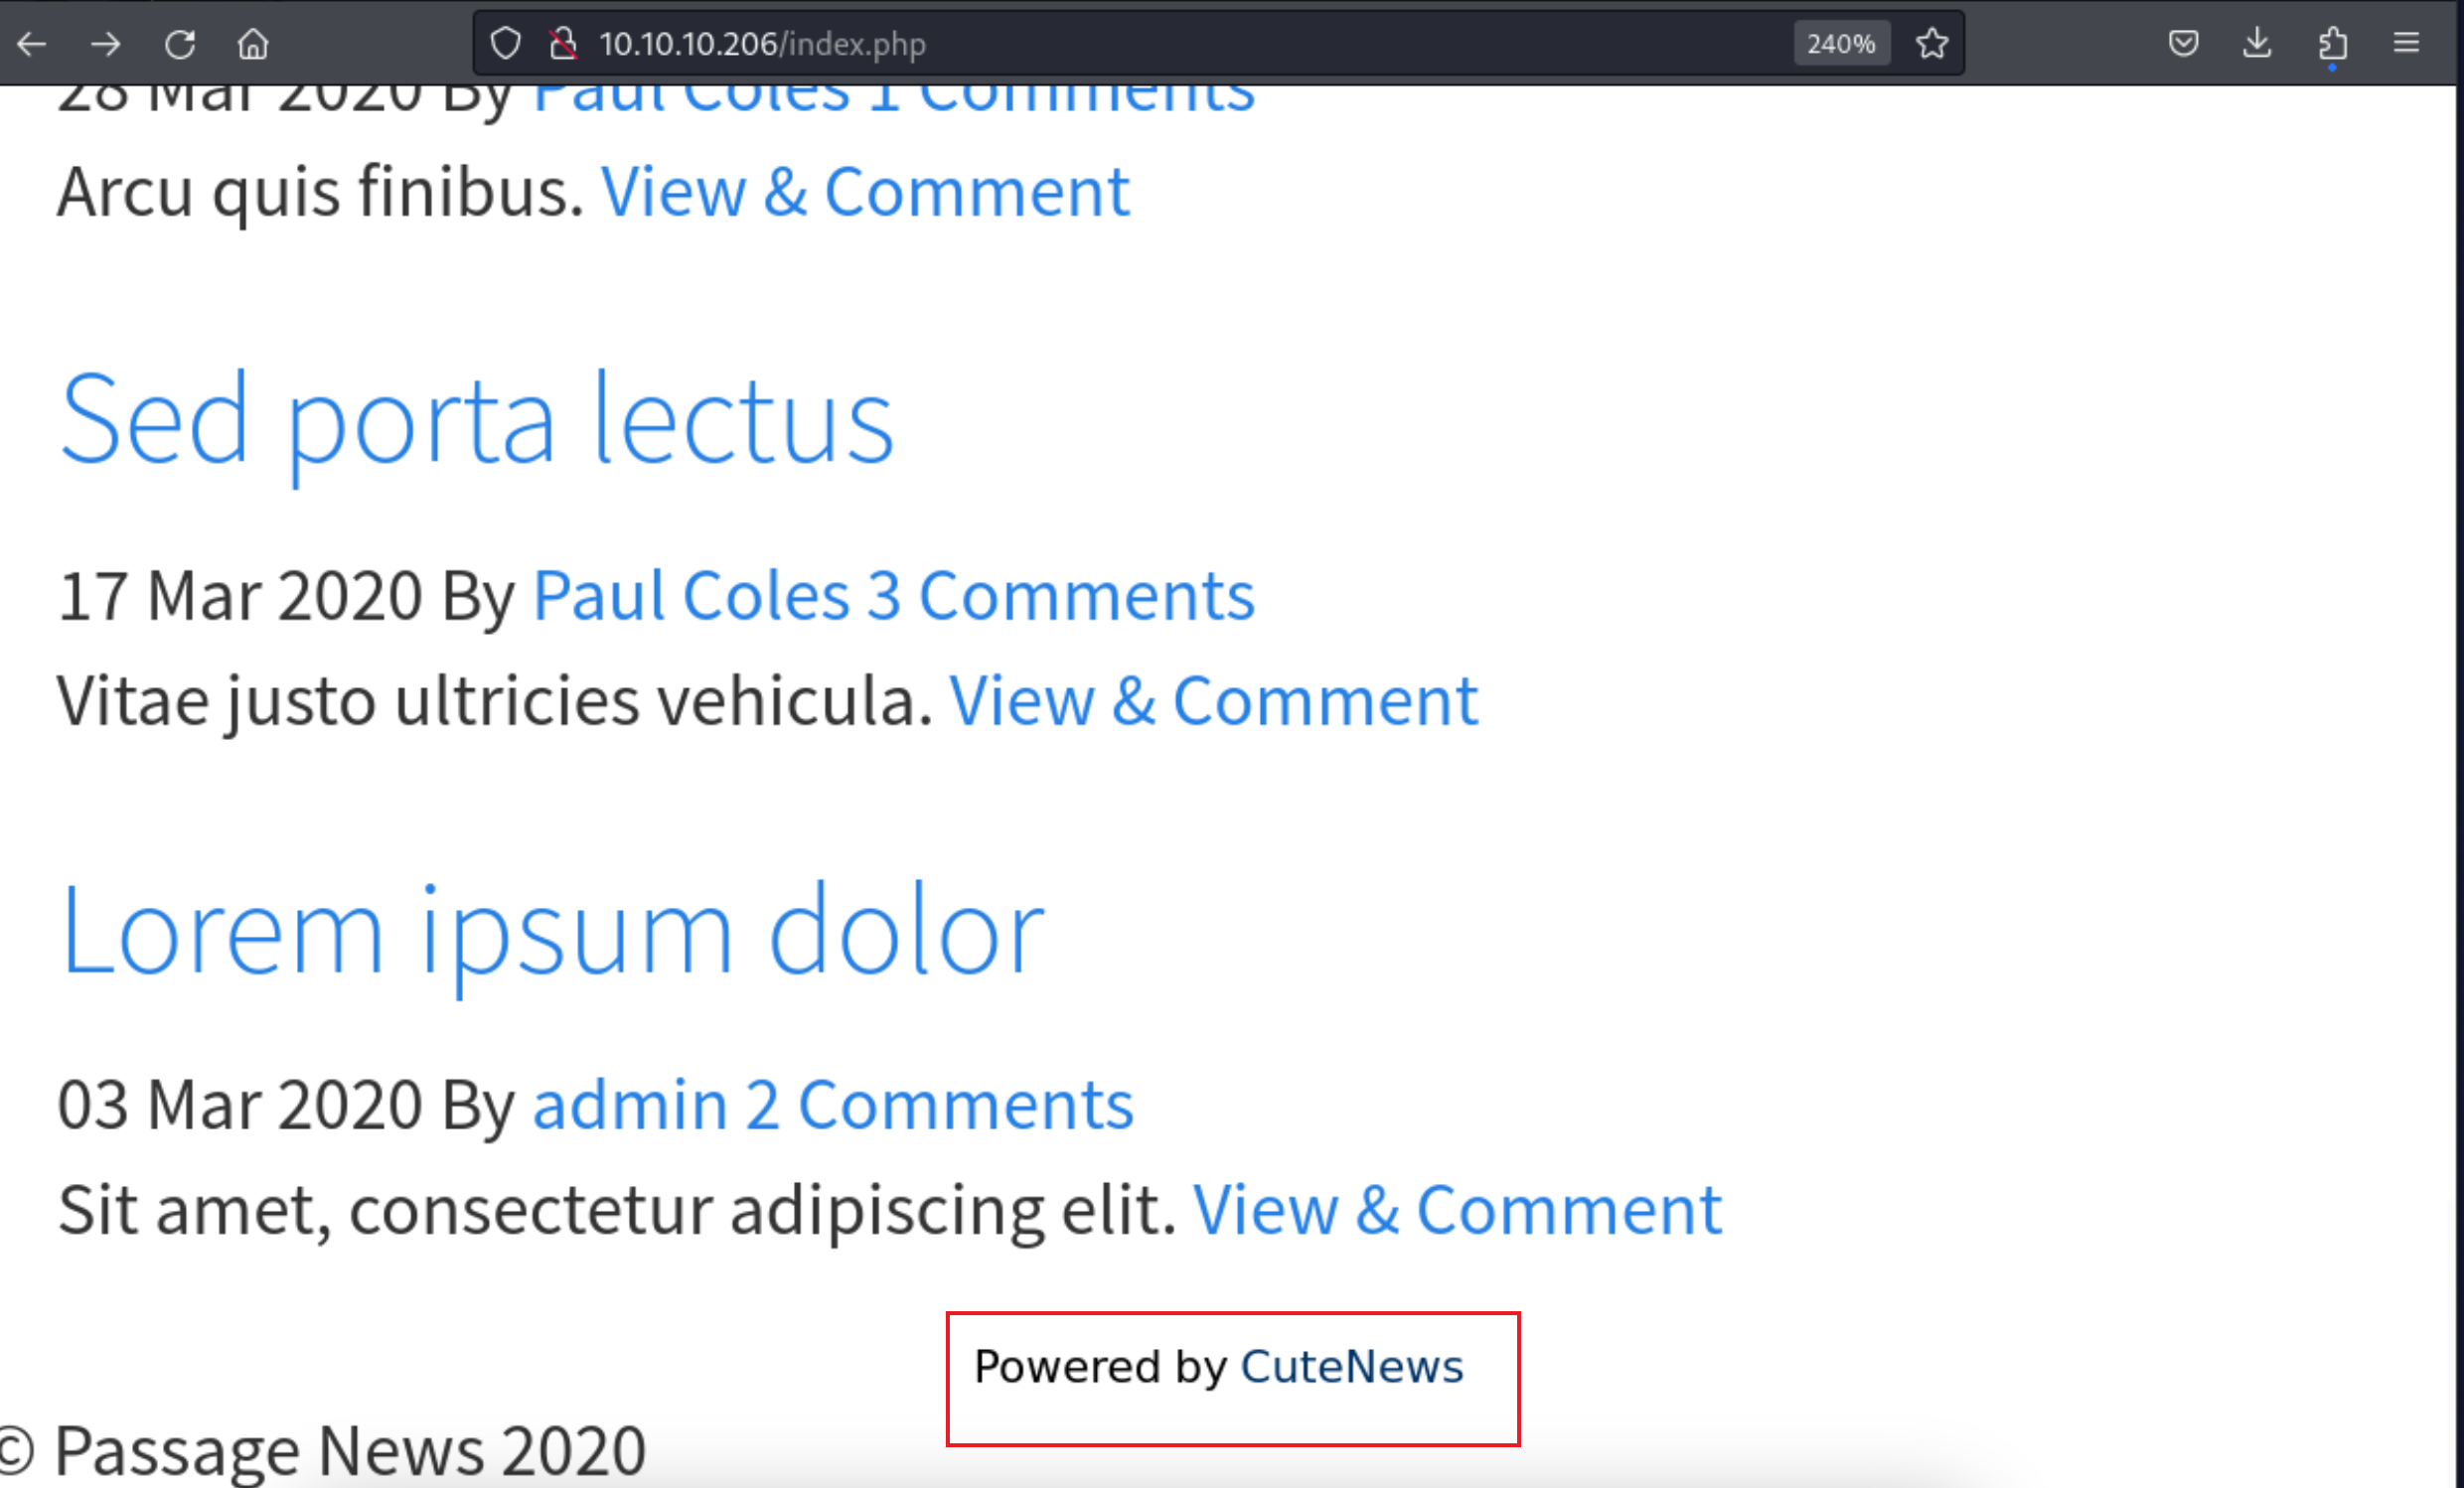 10.10.10.206/index.php 240%
28 Mar 2020 By Paul Coles 1 Comments
Arcu quis finibus. View & Comment
Sed porta lectus
17 Mar 2020 By Paul Coles 3 Comments
Vitae justo ultricies vehicula. View & Comment
Lorem ipsum dolor
03 Mar 2020 By admin 2 Comments
Sit amet, consectetur adipiscing elit. View & Comment
Powered by CuteNews
© Passage News 2020